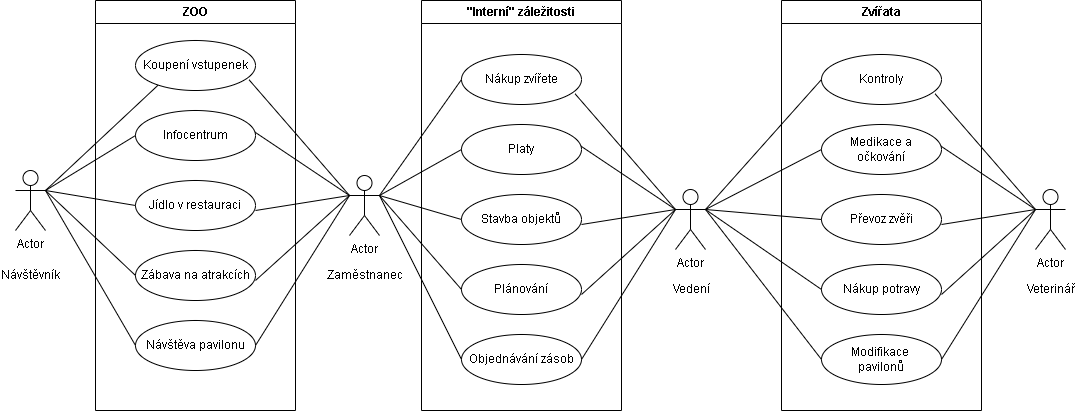 ZOO
Koupení vstupenek
Infocentrum
Jídlo v restauraci
Zábava na atrakcích
Návštěva pavilonu
Actor
Návštěvník
Actor
Zaměstnanec
"Interní" záležitosti
Nákup zvířete
Platy
Stavba objektů
Plánování
Objednávání zásob
Actor
Vedení
Zvířata
Kontroly
Medikace a
očkování
Převoz zvěři
Nákup potravy
Modifikace
pavilonů
Actor
Veterinář